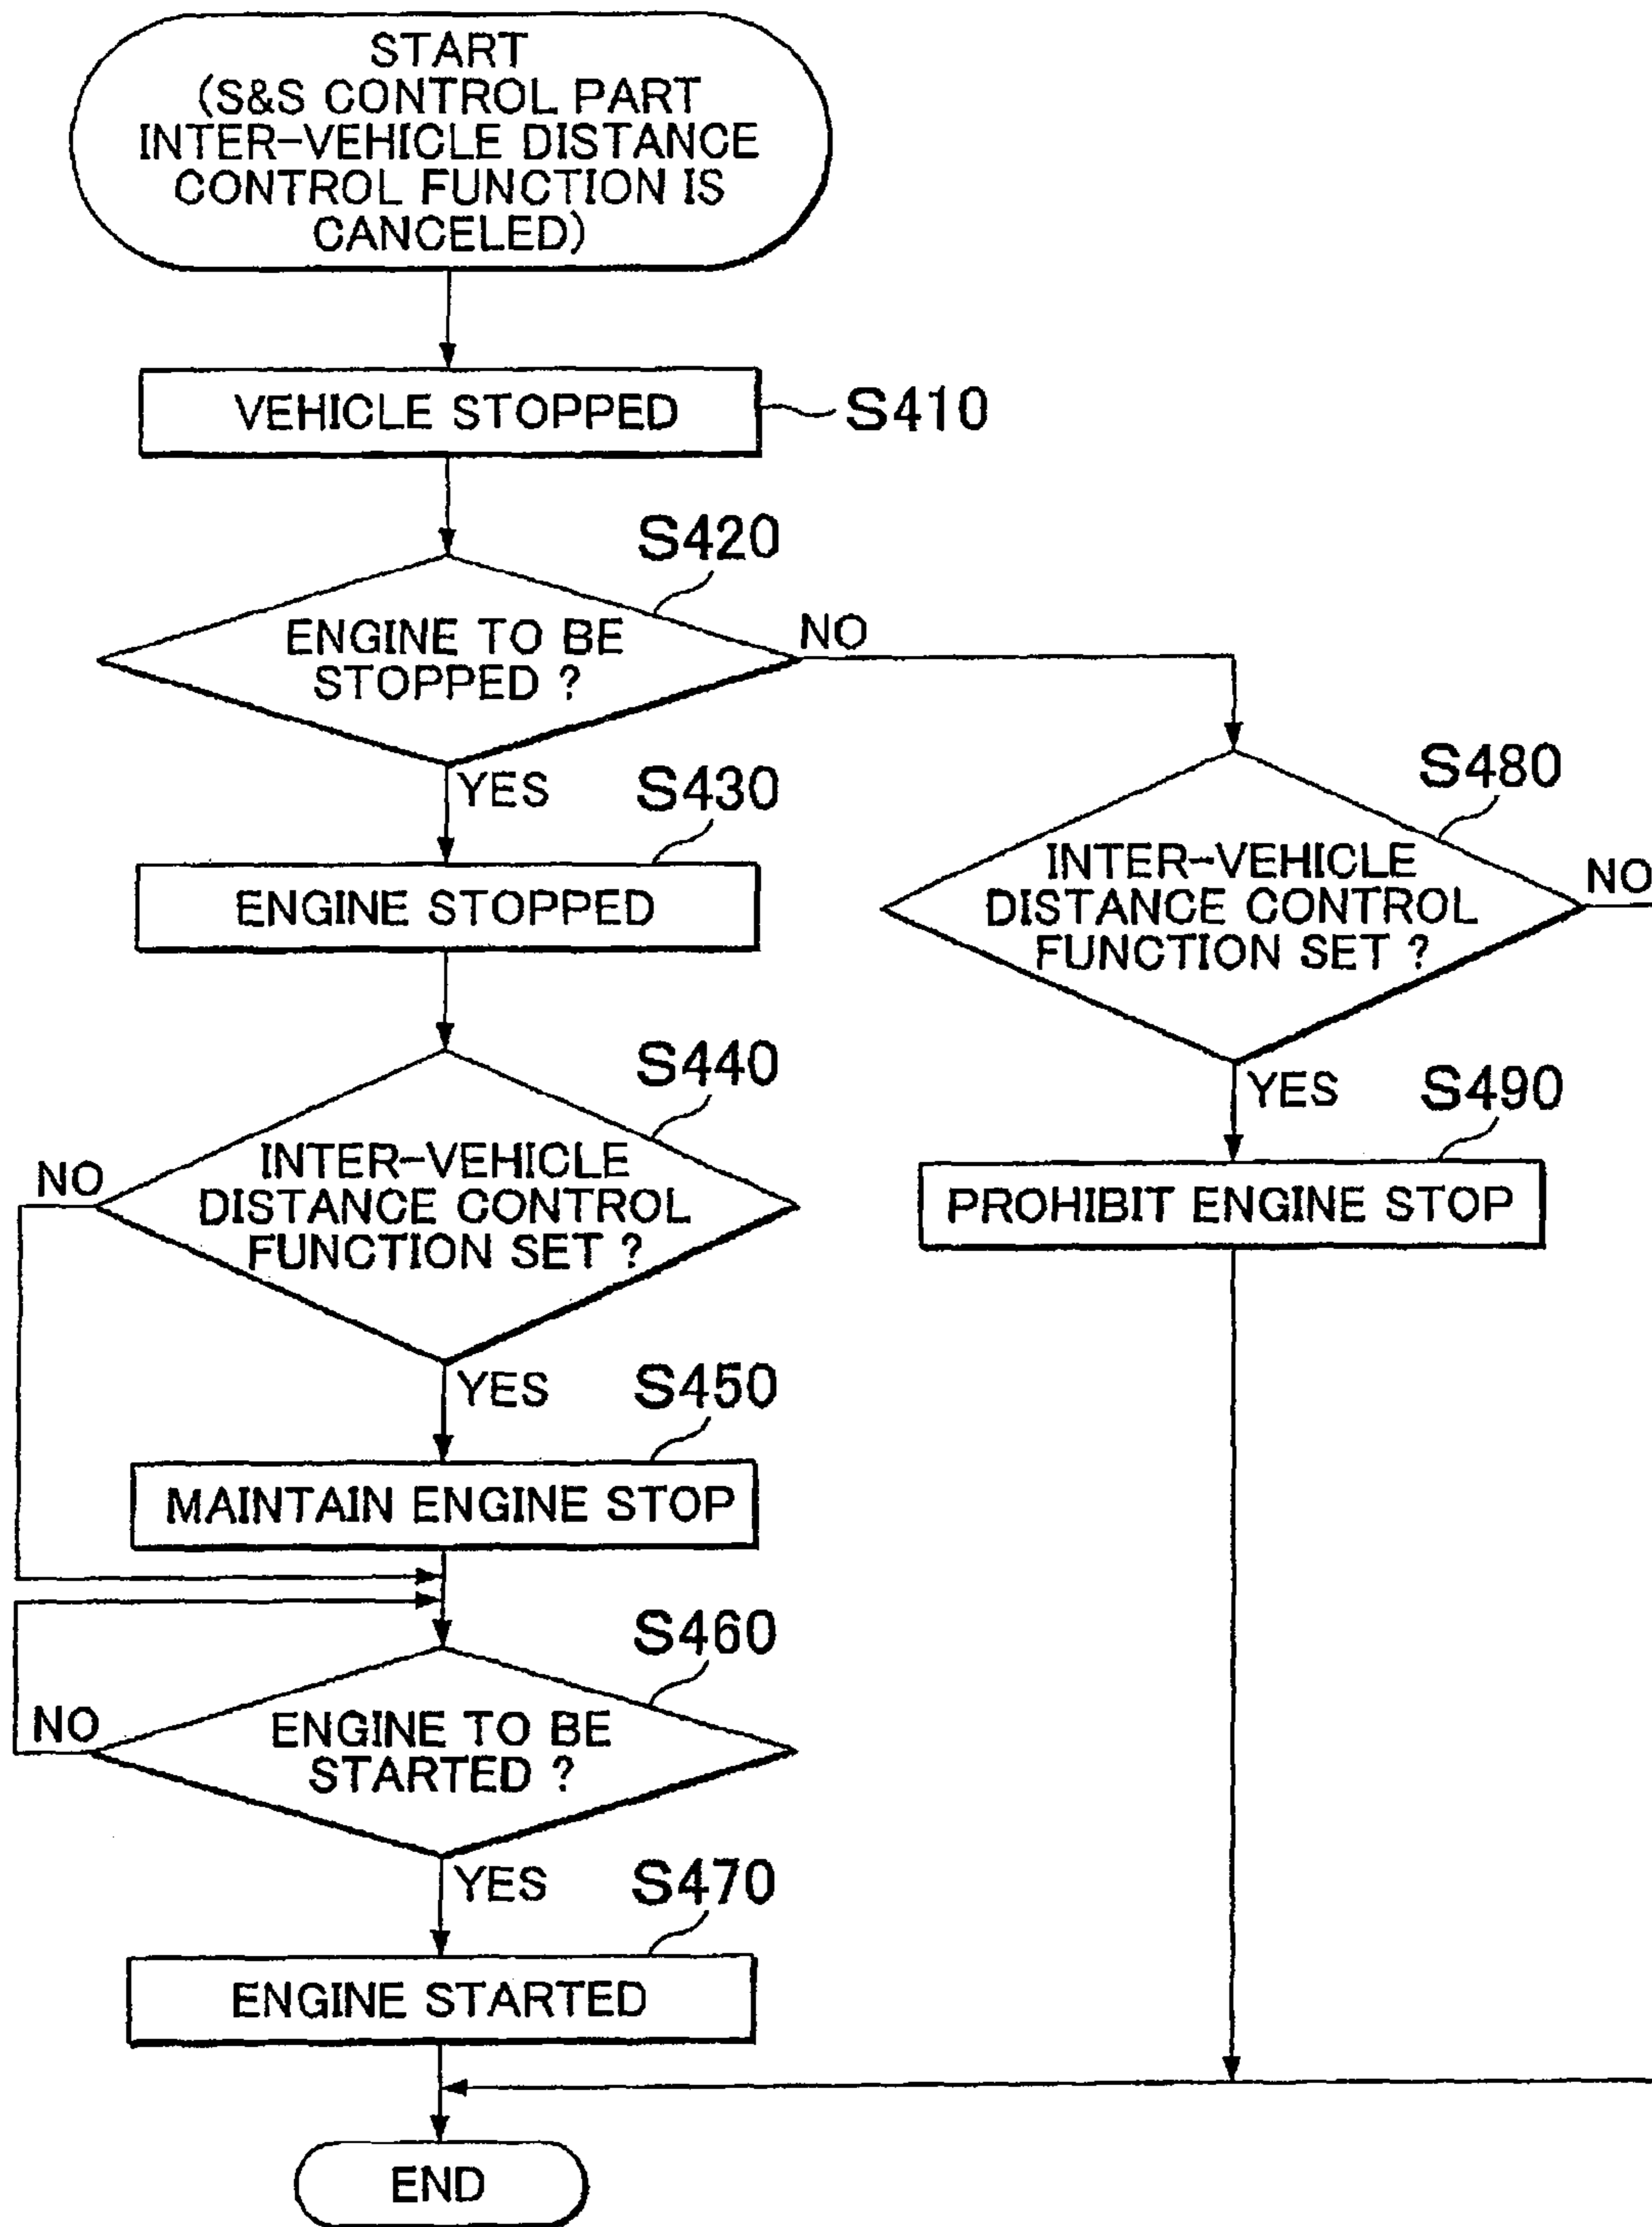 START
(S&S CONTROL PART
INTER-VEHICLE DISTANCE
CONTROL FUNCTION IS
CANCELED)
VEHICLE STOPPED
S410
S420
ENGINE TO BE
STOPPED ?
NO
YES
S430
ENGINE STOPPED
S440
INTER-VEHICLE
DISTANCE CONTROL
FUNCTION SET ?
NO
YES
S450
MAINTAIN ENGINE STOP
S460
ENGINE TO BE
STARTED ?
NO
YES
S470
ENGINE STARTED
S480
INTER-VEHICLE
DISTANCE CONTROL
FUNCTION SET ?
NO
YES
S490
PROHIBIT ENGINE STOP
END